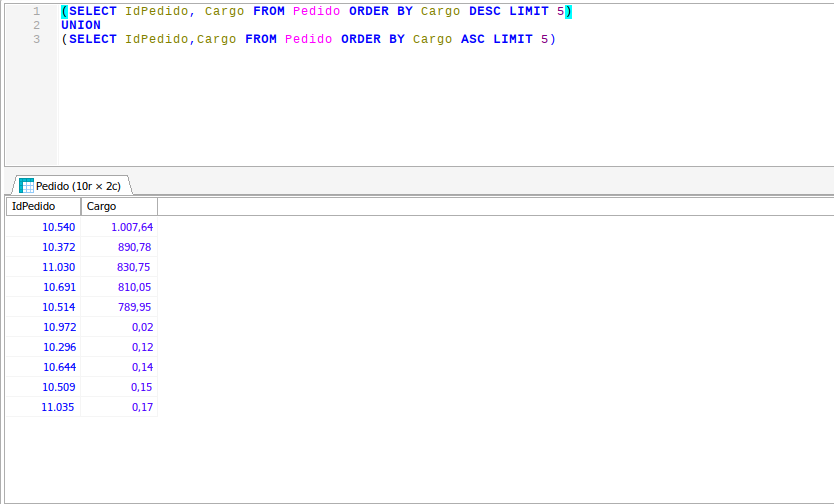 1 (SELECT IdPedido, Cargo FROM Pedido ORDER BY Cargo DESC LIMIT 5)
2 UNION
3 (SELECT IdPedido,Cargo FROM Pedido ORDER BY Cargo ASC LIMIT 5)
Pedido (10r × 2c)
IdPedido Cargo
10.540 1.007,64
10.372 890,78
11.030 830,75
10.691 810,05
10.514 789,95
10.972 0,02
10.296 0,12
10.644 0,14
10.509 0,15
11.035 0,17